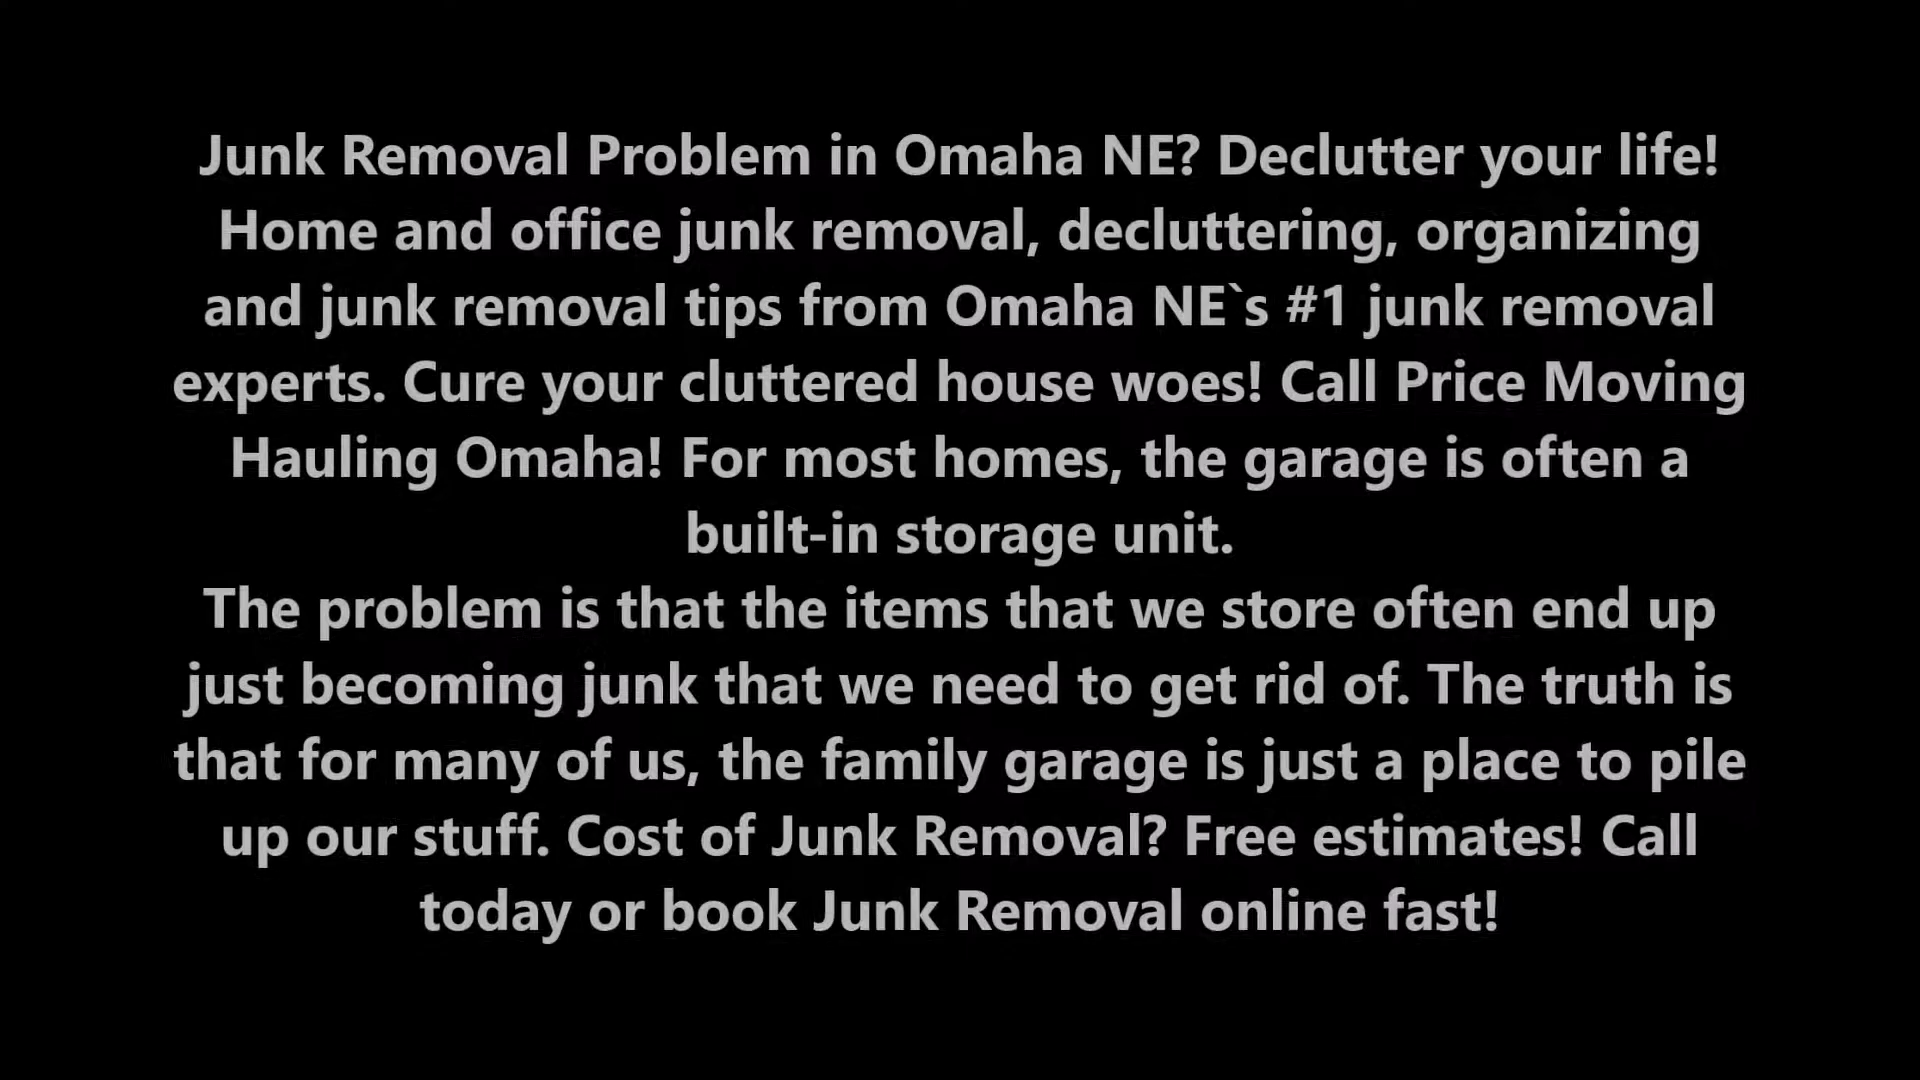 Junk Removal Problem in Omaha NE? Declutter your life!
Home and office junk removal, decluttering, organizing
and junk removal tips from Omaha NE`s #1 junk removal
experts. Cure your cluttered house woes! Call Price Moving
Hauling Omaha! For most homes, the garage is often a
built-in storage unit.
The problem is that the items that we store often end up
just becoming junk that we need to get rid of. The truth is
that for many of us, the family garage is just a place to pile
up our stuff. Cost of Junk Removal? Free estimates! Call
today or book Junk Removal online fast!